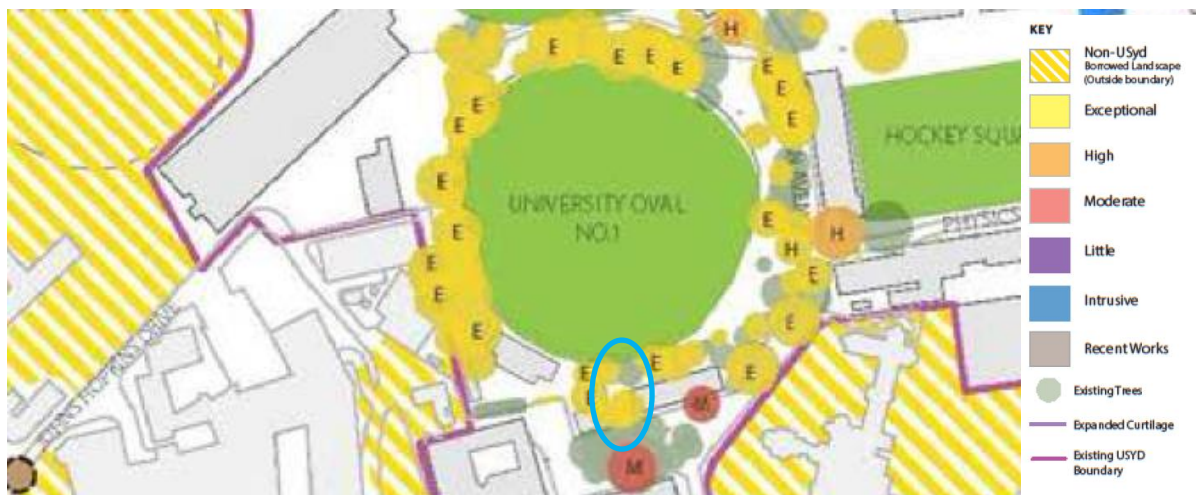 KEY
Non-USyd
Borrowed Landscape
(Outside boundary)
Exceptional
High
Moderate
Little
Intrusive
Recent Works
Existing Trees
Expanded Curtilage
Existing USYD
Boundary
UNIVERSITY OVAL
NO.1
HOCKEY SQU
PHYSICS
E
E
E
E
H
E
E
E
E
E
E
E
E
E
E
E
H
H
E
E
E
E
E
M
M